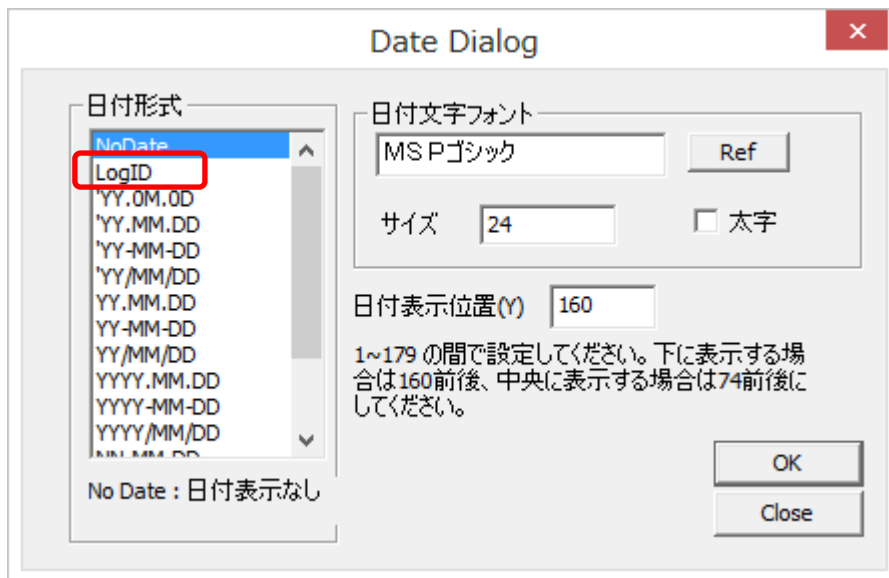 Date Dialog
日付形式
NoDate
LogID
'YY.0M.0D
'YY.MM.DD
'YY-MM-DD
'YY/MM/DD
YY.MM.DD
YY-MM-DD
YY/MM/DD
YYYY.MM.DD
YYYY-MM-DD
YYYY/MM/DD
No Date : 日付表示なし
日付文字フォント
MS Pゴシック
Ref
サイズ
24
太字
日付表示位置(Y)
160
1~179 の間で設定してください。下に表示する場
合は160前後、中央に表示する場合は74前後に
してください。
OK
Close